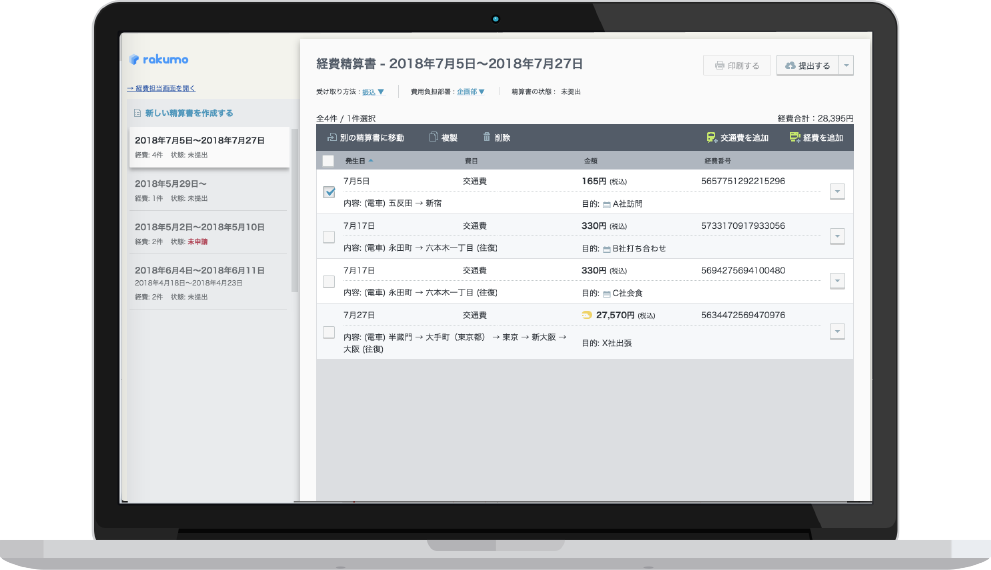 rakumo
→ 経費担当画面を開く
新しい精算書を作成する
2018年7月5日〜2018年7月27日
経費: 4件 状態: 未提出
2018年5月29日〜
経費: 1件 状態: 未提出
2018年5月2日〜2018年5月10日
経費: 2件 状態: 未申請
2018年6月4日〜2018年6月11日
2018年4月18日〜2018年4月23日
経費: 2件 状態: 未提出
経費精算書 - 2018年7月5日〜2018年7月27日
印刷する
提出する
受け取り方法: 振込 ▼ 費用負担部署: 企画部 ▼ 精算書の状態: 未提出
全4件 / 1件選択
経費合計: 28,395円
別の精算書に移動 複製 削除 交通費を追加 経費を追加
発生日 費目 金額 経費番号
7月5日 交通費 165円 (税込) 5657751292215296
内容: (電車) 五反田 → 新宿 目的: A社訪問
7月17日 交通費 330円 (税込) 5733170917933056
内容: (電車) 永田町 → 六本木一丁目 (往復) 目的: B社打ち合わせ
7月17日 交通費 330円 (税込) 5694275694100480
内容: (電車) 永田町 → 六本木一丁目 (往復) 目的: C社会食
7月27日 交通費 27,570円 (税込) 5634472569470976
内容: (電車) 半蔵門 → 大手町（東京都） → 東京 → 新大阪 →
大阪 (往復)
目的: X社出張